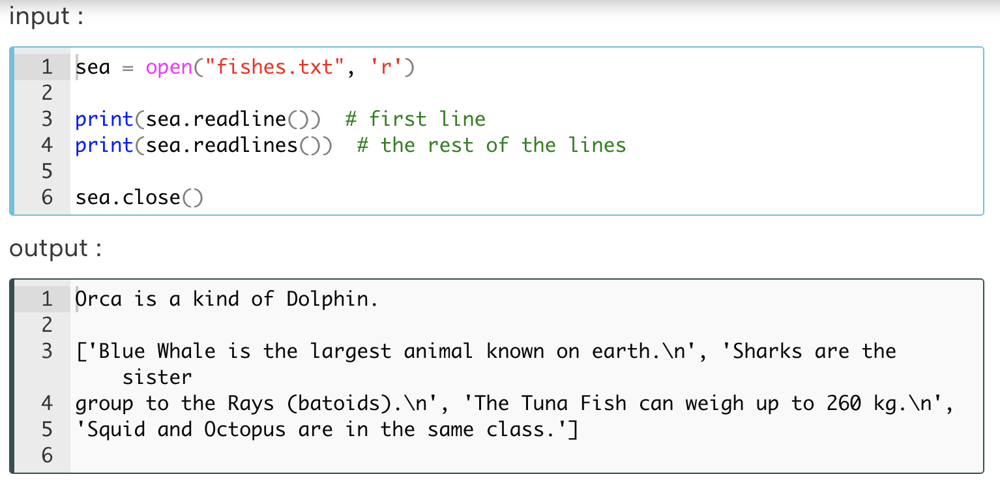 input :
1 sea = open("fishes.txt", 'r')
2
3 print(sea.readline())  # first line
4 print(sea.readlines())  # the rest of the lines
5
6 sea.close()
output :
1 Orca is a kind of Dolphin.
2
3 ['Blue Whale is the largest animal known on earth.\n', 'Sharks are the
sister
4 group to the Rays (batoids).\n', 'The Tuna Fish can weigh up to 260 kg.\n',
5 'Squid and Octopus are in the same class.']
6